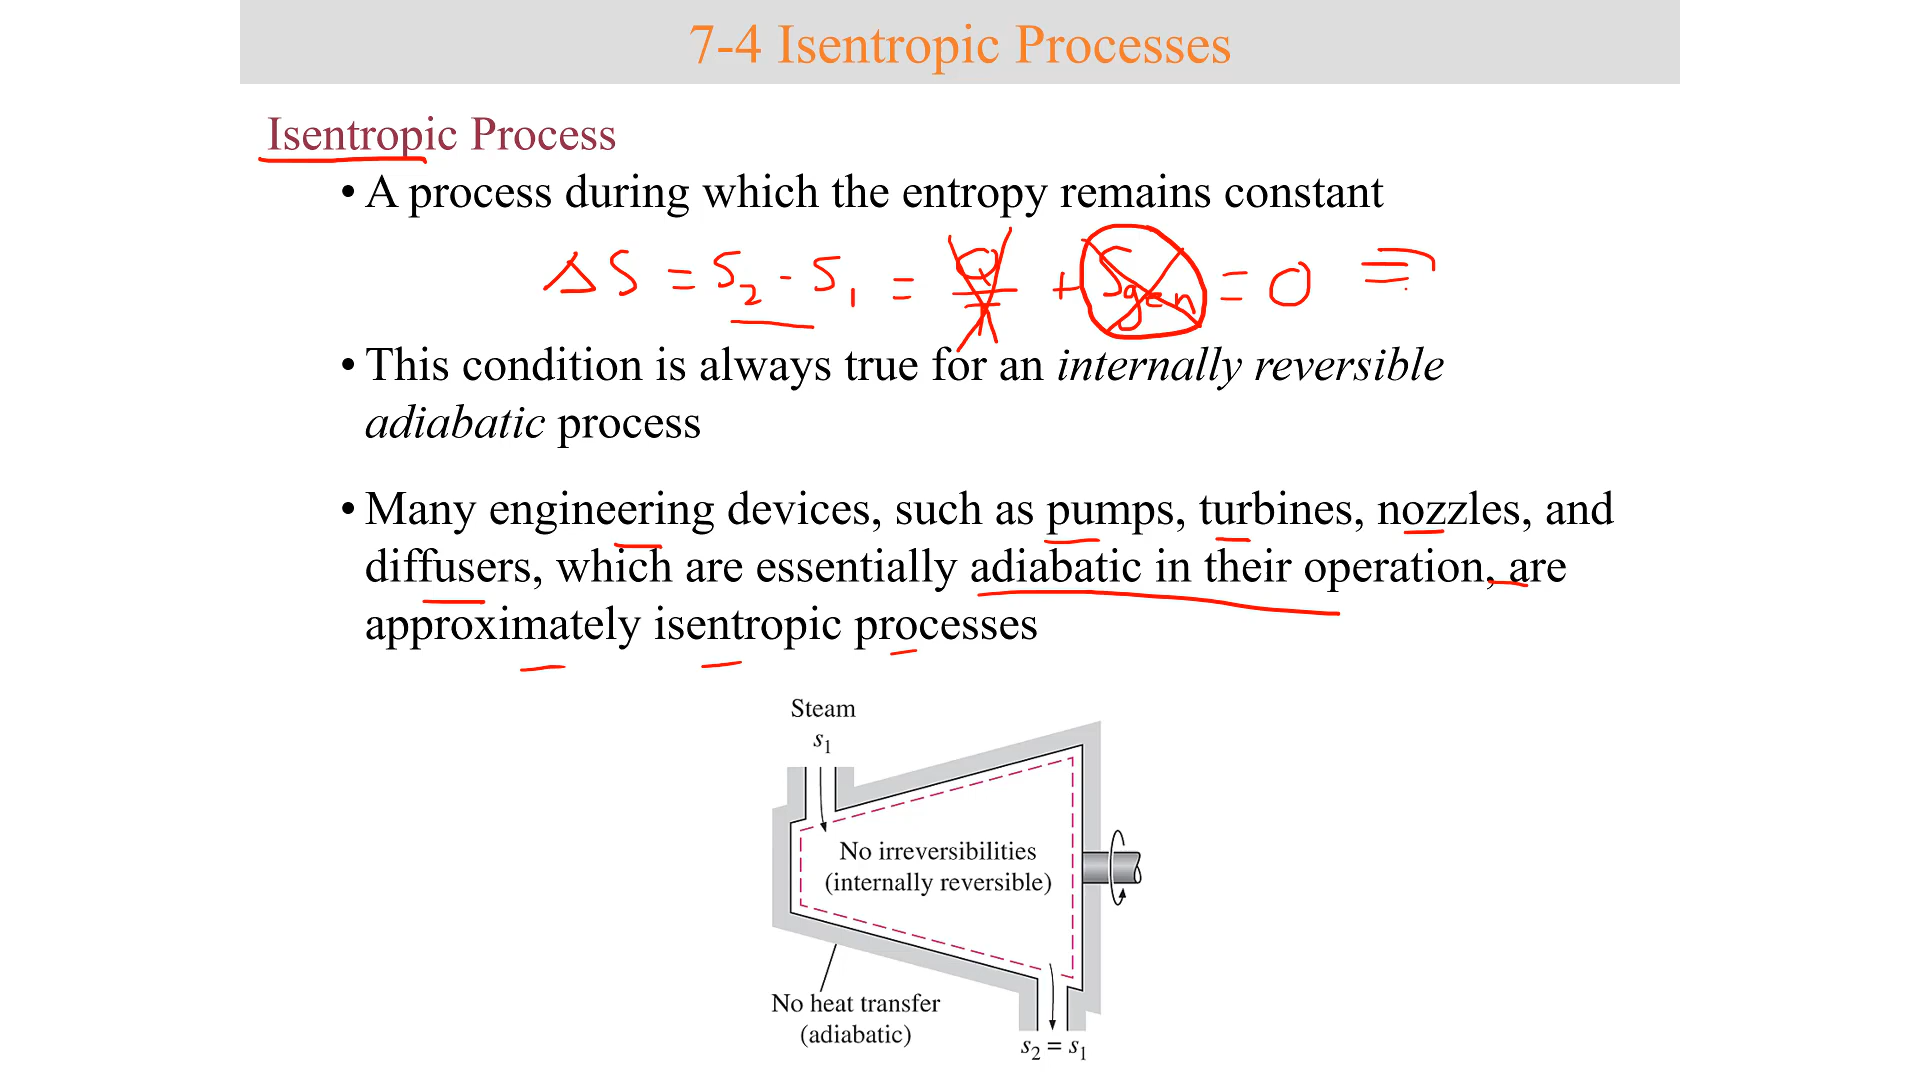 7-4 Isentropic Processes
Isentropic Process
• A process during which the entropy remains constant
ΔS = S₂ - S₁ = Q/T + Sgen = 0
• This condition is always true for an internally reversible
adiabatic process
• Many engineering devices, such as pumps, turbines, nozzles, and
diffusers, which are essentially adiabatic in their operation, are
approximately isentropic processes
Steam
s₁
No irreversibilities
(internally reversible)
No heat transfer
(adiabatic)
s₂ = s₁